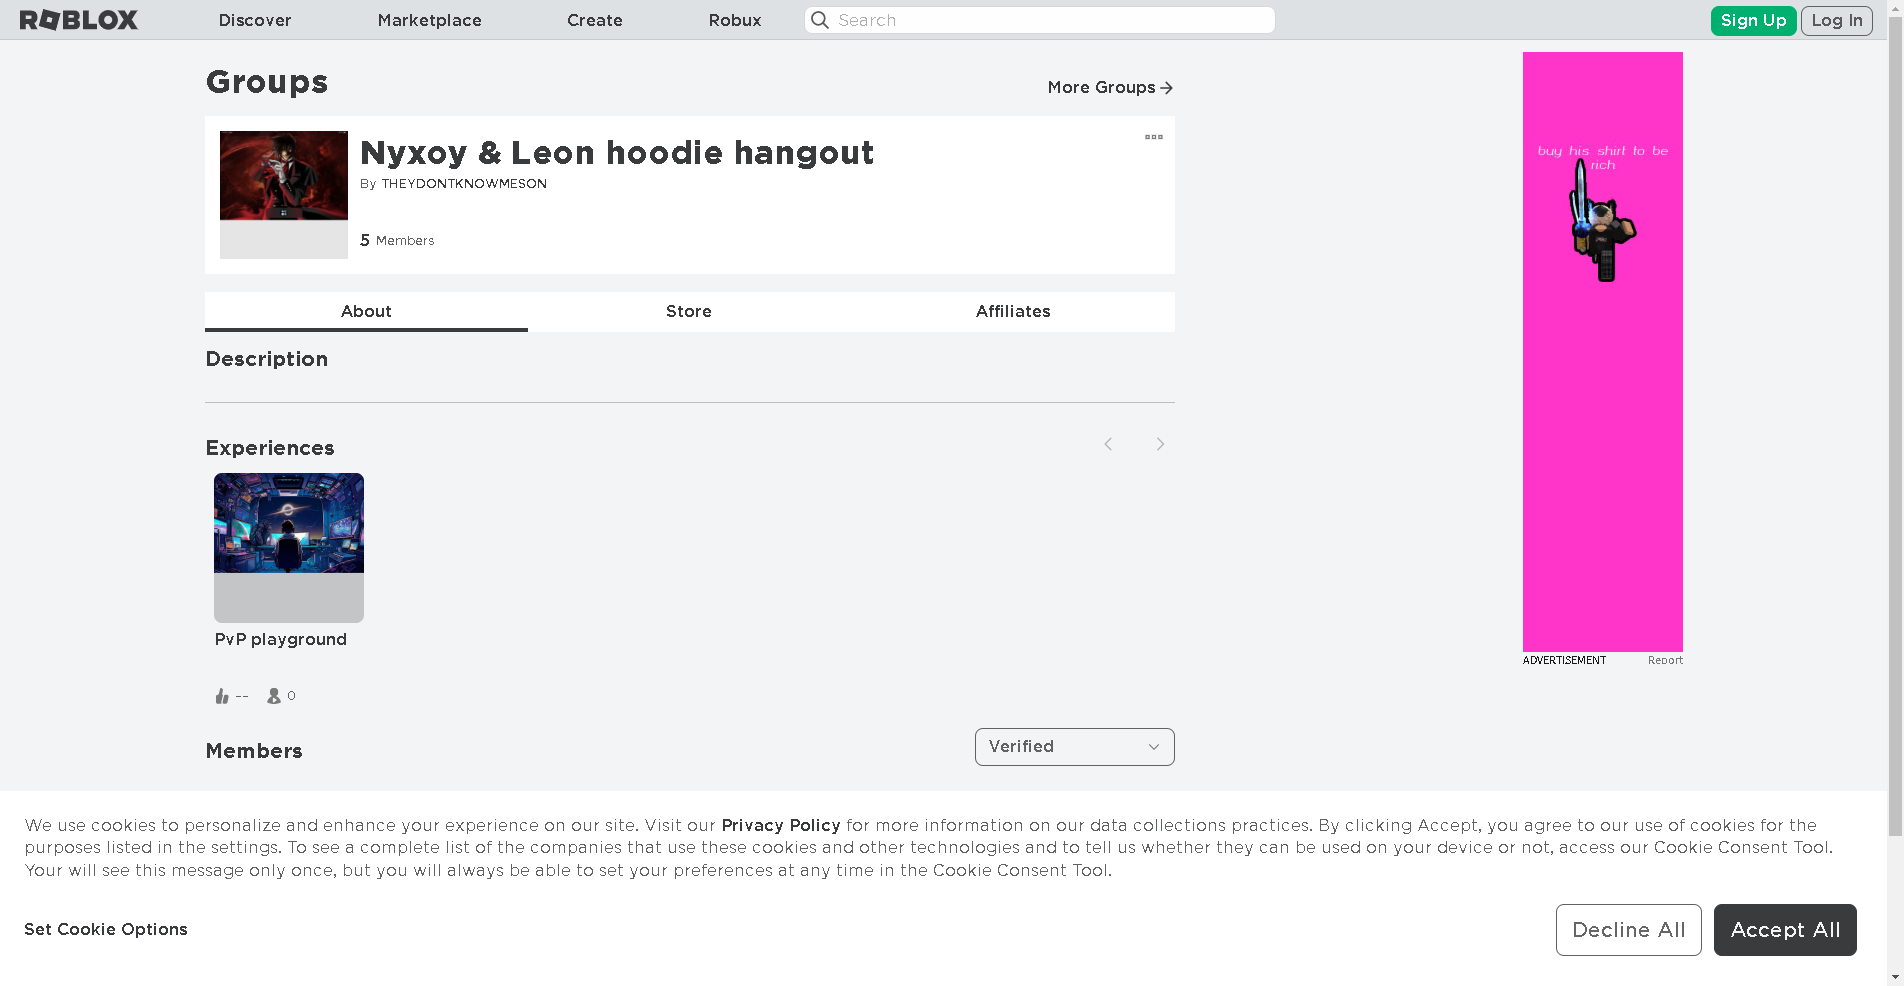 ROBLOX
Discover
Marketplace
Create
Robux
Search
Sign Up
Log In
Groups
More Groups
Nyxoy & Leon hoodie hangout
By THEYDONTKNOWMESON
5 Members
About
Store
Affiliates
Description
Experiences
PvP playground
--
0
Members
Verified
buy his shirt to be
rich
ADVERTISEMENT
Report
We use cookies to personalize and enhance your experience on our site. Visit our Privacy Policy for more information on our data collections practices. By clicking Accept, you agree to our use of cookies for the
purposes listed in the settings. To see a complete list of the companies that use these cookies and other technologies and to tell us whether they can be used on your device or not, access our Cookie Consent Tool.
Your will see this message only once, but you will always be able to set your preferences at any time in the Cookie Consent Tool.
Set Cookie Options
Decline All
Accept All